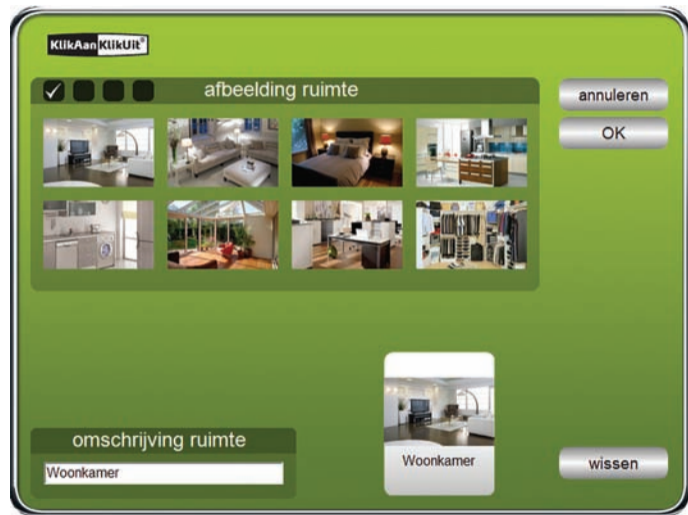 KlikAanKlikUit®
afbeelding ruimte
annuleren
OK
omschrijving ruimte
Woonkamer
Woonkamer
wissen